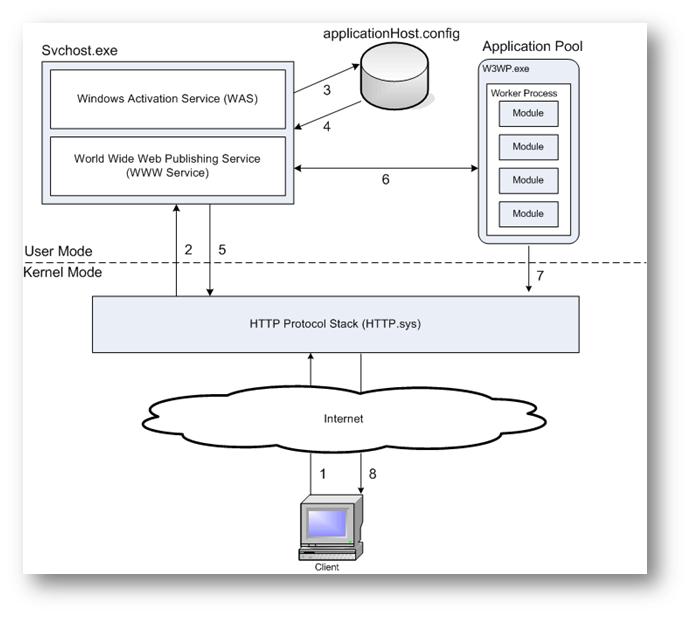 applicationHost.config
Svchost.exe
Application Pool
W3WP.exe
Windows Activation Service (WAS)
3
4
Worker Process
Module
Module
Module
Module
World Wide Web Publishing Service
(WWW Service)
6
User Mode
2
5
Kernel Mode
7
HTTP Protocol Stack (HTTP.sys)
Internet
1
8
Client